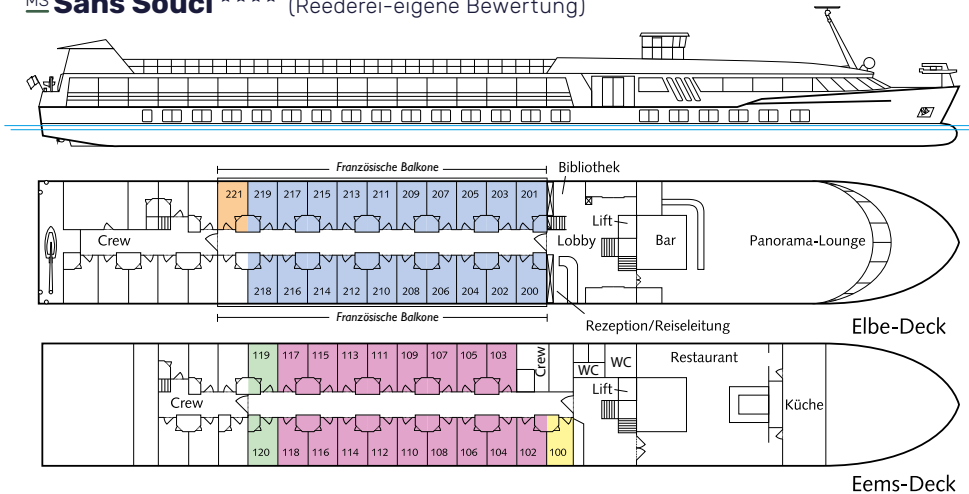 MS Sans Souci **** (Reederei-eigene Bewertung)
Französische Balkone
Bibliothek
221 219 217 215 213 211 209 207 205 203 201
Lift
Crew
Lobby
Bar
Panorama-Lounge
218 216 214 212 210 208 206 204 202 200
Französische Balkone
Rezeption/Reiseleitung
Elbe-Deck
119 117 115 113 111 109 107 105 103
Crew
WC
WC
Restaurant
Lift
Crew
Küche
120 118 116 114 112 110 108 106 104 102 100
Eems-Deck